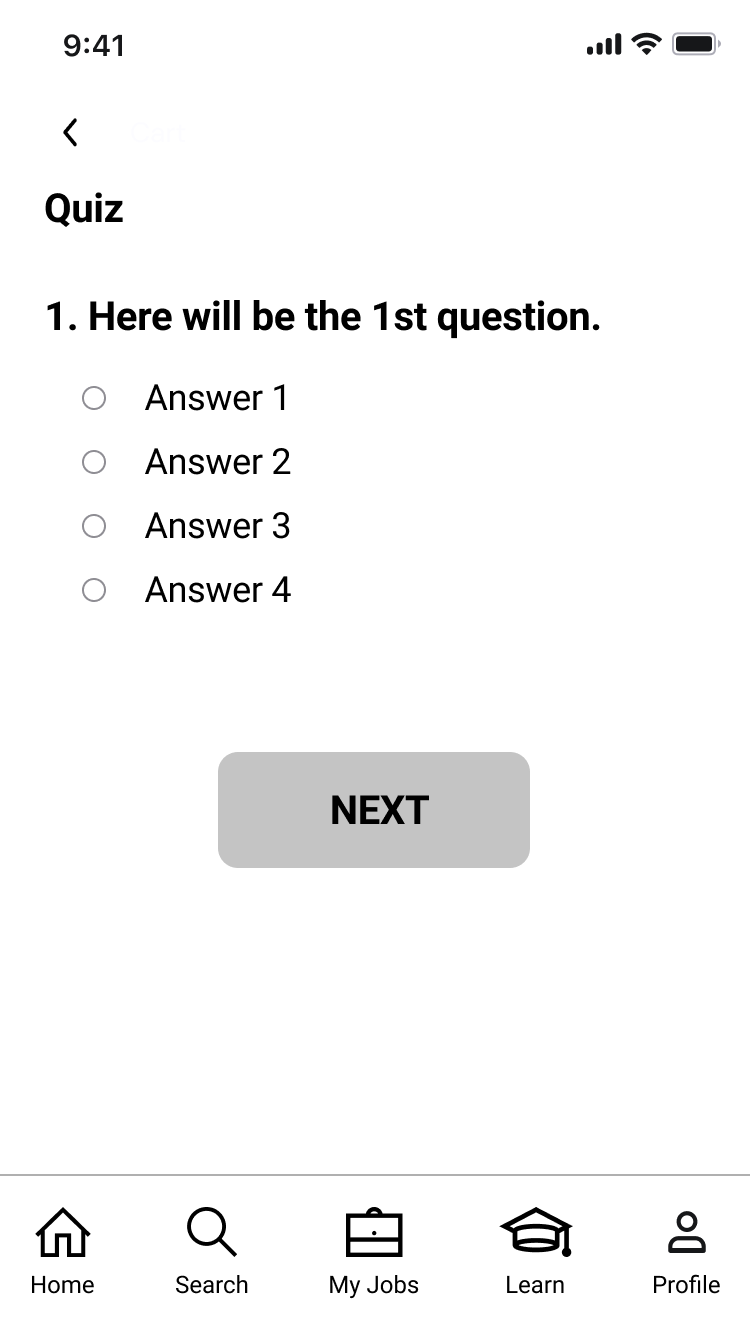 9:41
Cart
Quiz
1. Here will be the 1st question.
Answer 1
Answer 2
Answer 3
Answer 4
NEXT
Home
Search
My Jobs
Learn
Profile